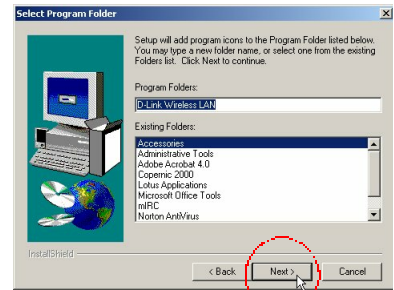 Select Program Folder
Setup will add program icons to the Program Folder listed below.
You may type a new folder name, or select one from the existing
Folders list. Click Next to continue.
Program Folders:
D-Link Wireless LAN
Existing Folders:
Accessories
Administrative Tools
Adobe Acrobat 4.0
Copernic 2000
Lotus Applications
Microsoft Office Tools
mIRC
Norton AntiVirus
InstallShield
< Back
Next >
Cancel